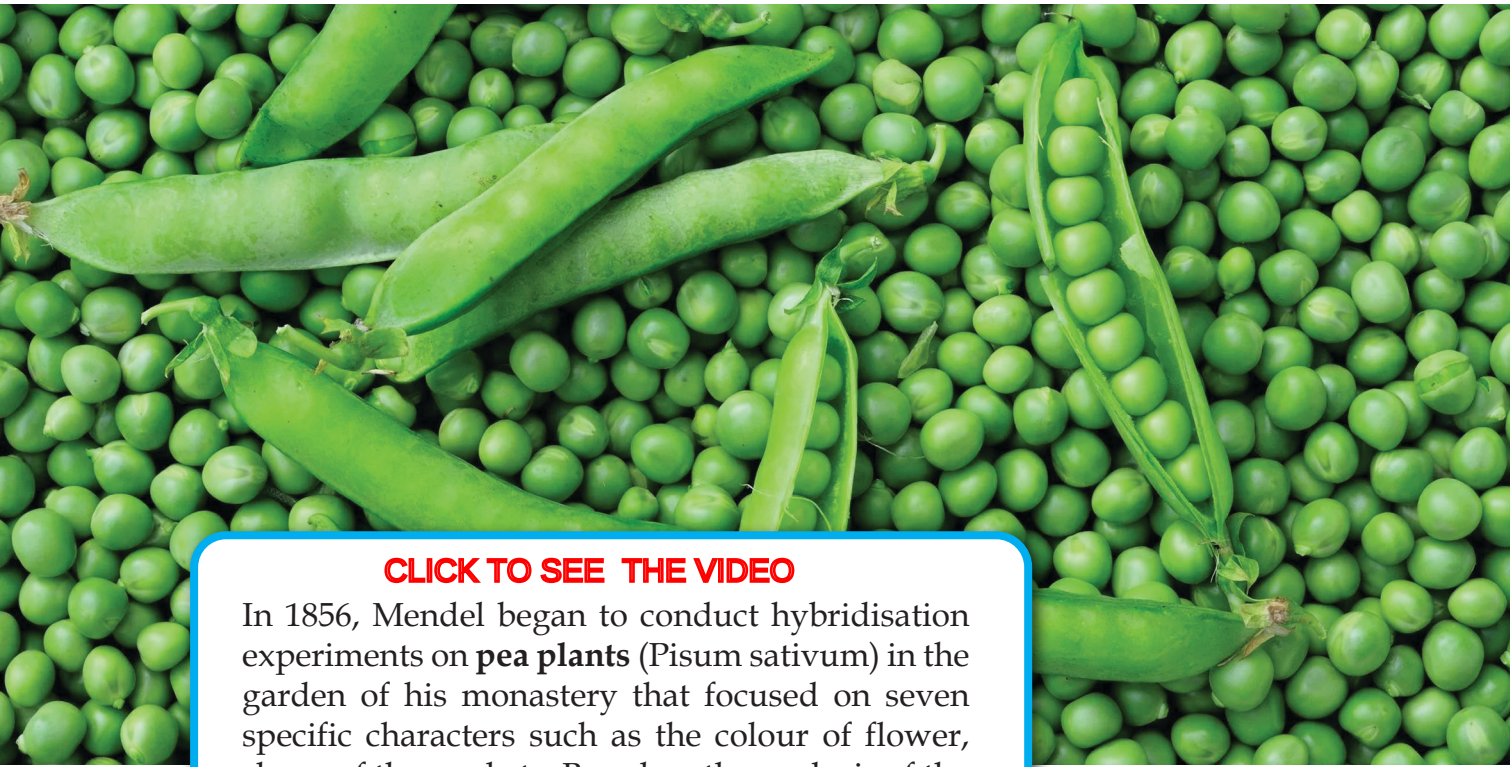 CLICK TO SEE THE VIDEO
In 1856, Mendel began to conduct hybridisation
experiments on pea plants (Pisum sativum) in the
garden of his monastery that focused on seven
specific characters such as the colour of flower,